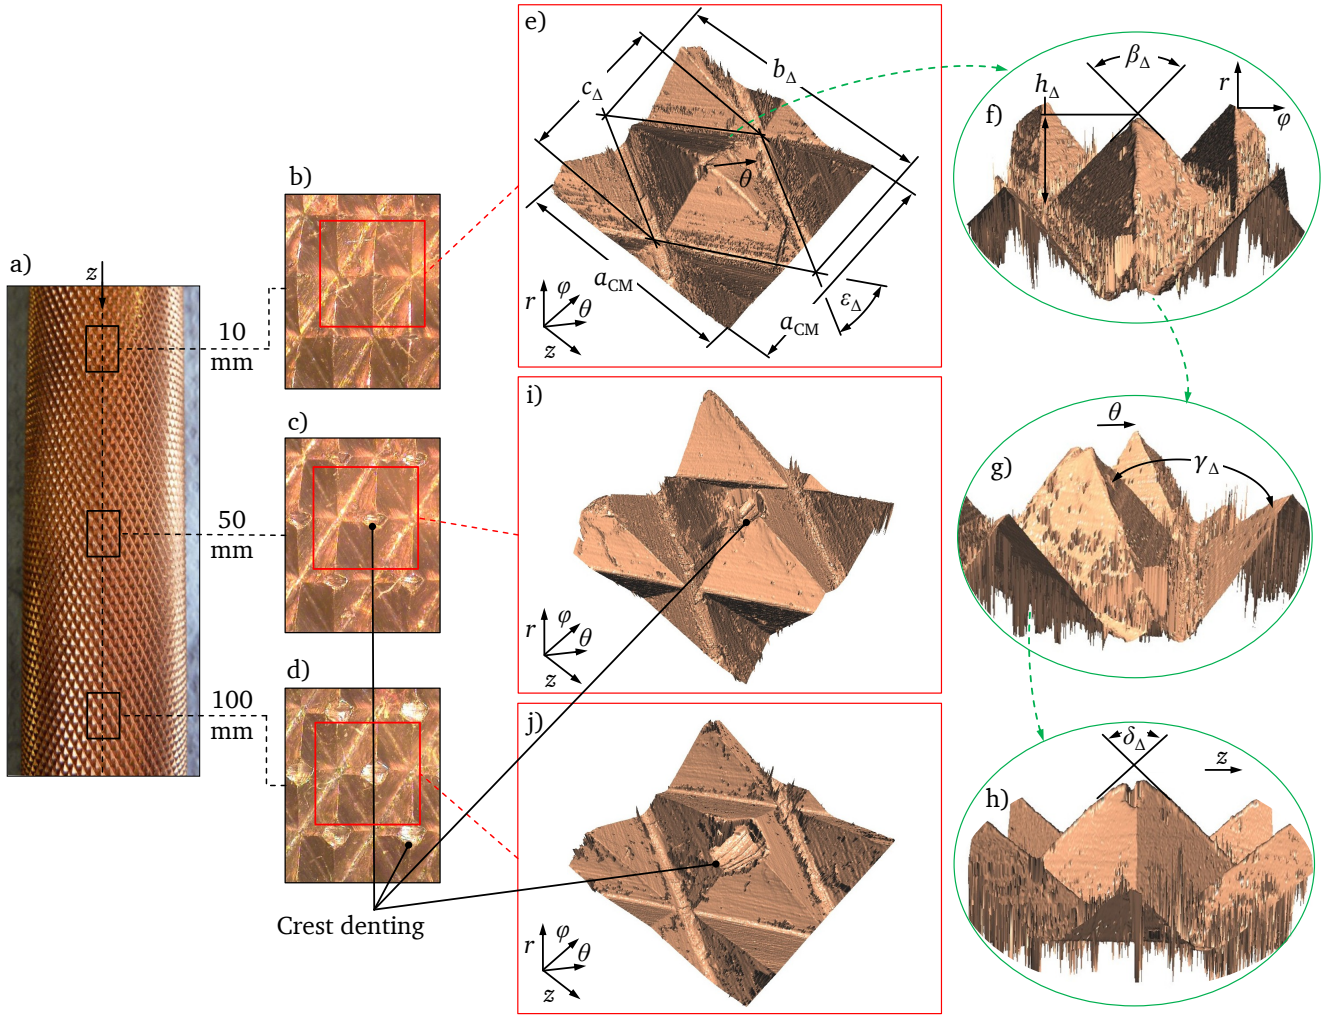 a)
z
10
mm
50
mm
100
mm
b)
c)
d)
Crest denting
e)
c_Δ
b_Δ
θ
a_CM
a_CM
ε_Δ
r
φ
θ
z
i)
r
φ
θ
z
j)
r
φ
θ
z
f)
h_Δ
β_Δ
r
φ
g)
θ
γ_Δ
h)
δ_Δ
z